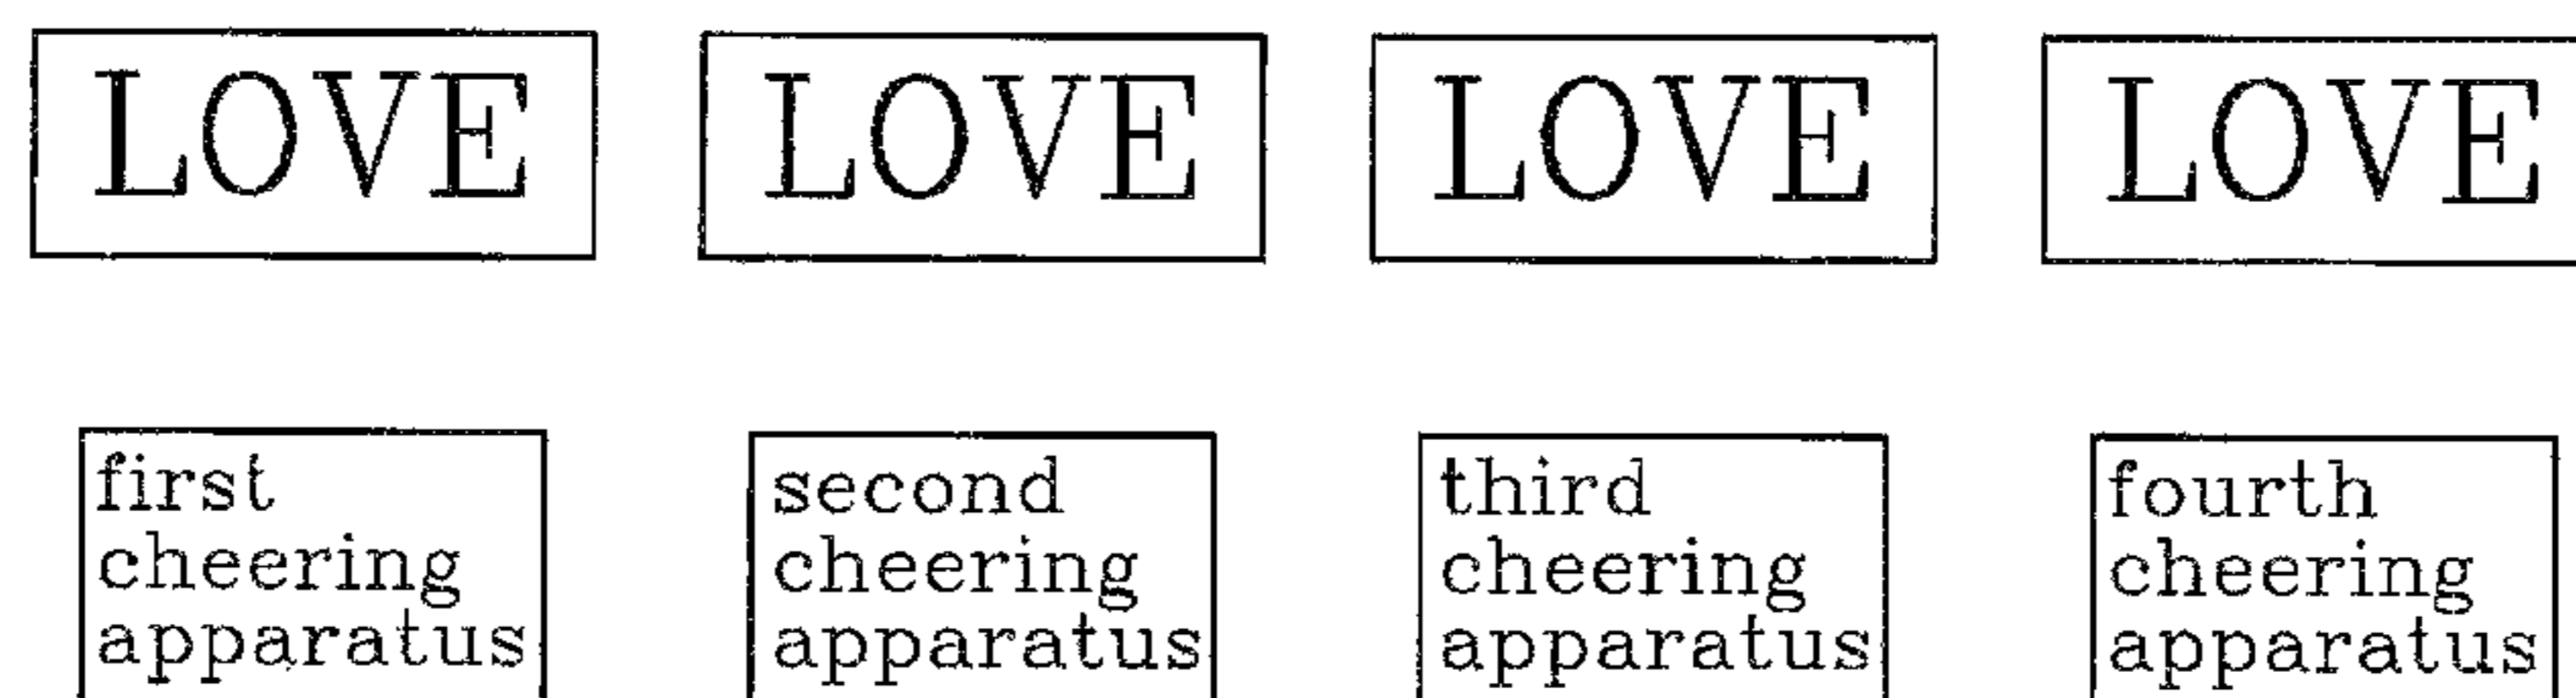 LOVE LOVE LOVE LOVE
first
cheering
apparatus
second
cheering
apparatus
third
cheering
apparatus
fourth
cheering
apparatus